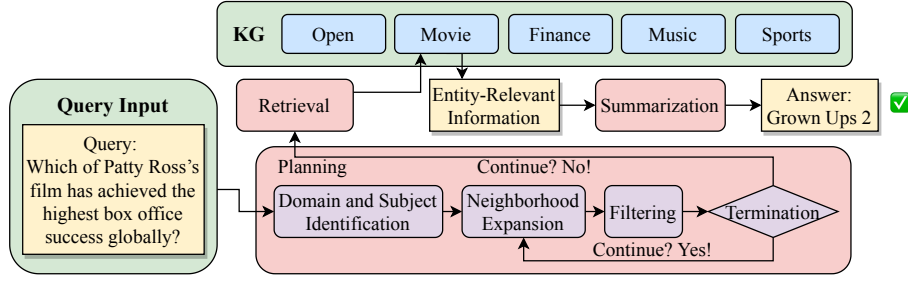 KG
Open
Movie
Finance
Music
Sports
Query Input
Query:
Which of Patty Ross's
film has achieved the
highest box office
success globally?
Retrieval
Entity-Relevant
Information
Summarization
Answer:
Grown Ups 2
Planning
Continue? No!
Domain and Subject
Identification
Neighborhood
Expansion
Filtering
Termination
Continue? Yes!